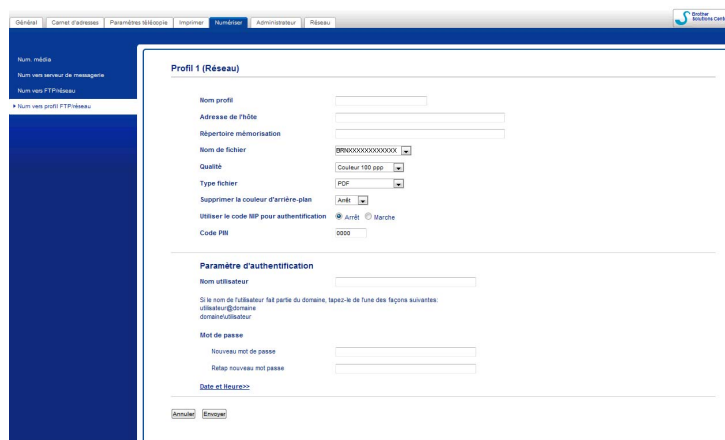 Général Carnet d'adresses Paramètres télécopie Imprimer Numériser Administrateur Réseau
Brother
Solutions Cent
Num. média
Num vers serveur de messagerie
Num vers FTP/réseau
Num vers profil FTP/réseau
Profil 1 (Réseau)
Nom profil
Adresse de l'hôte
Répertoire mémorisation
Nom de fichier BRNXXXXXXXXXXXX
Qualité Couleur 100 ppp
Type fichier PDF
Supprimer la couleur d'arrière-plan Arrêt
Utiliser le code NIP pour authentification Arrêt Marche
Code PIN 0000
Paramètre d'authentification
Nom utilisateur
Si le nom de l'utilisateur fait partie du domaine, tapez-le de l'une des façons suivantes:
utilisateur@domaine
domaine\utilisateur
Mot de passe
Nouveau mot de passe
Retap nouveau mot passe
Date et Heure>>
Annuler Envoyer